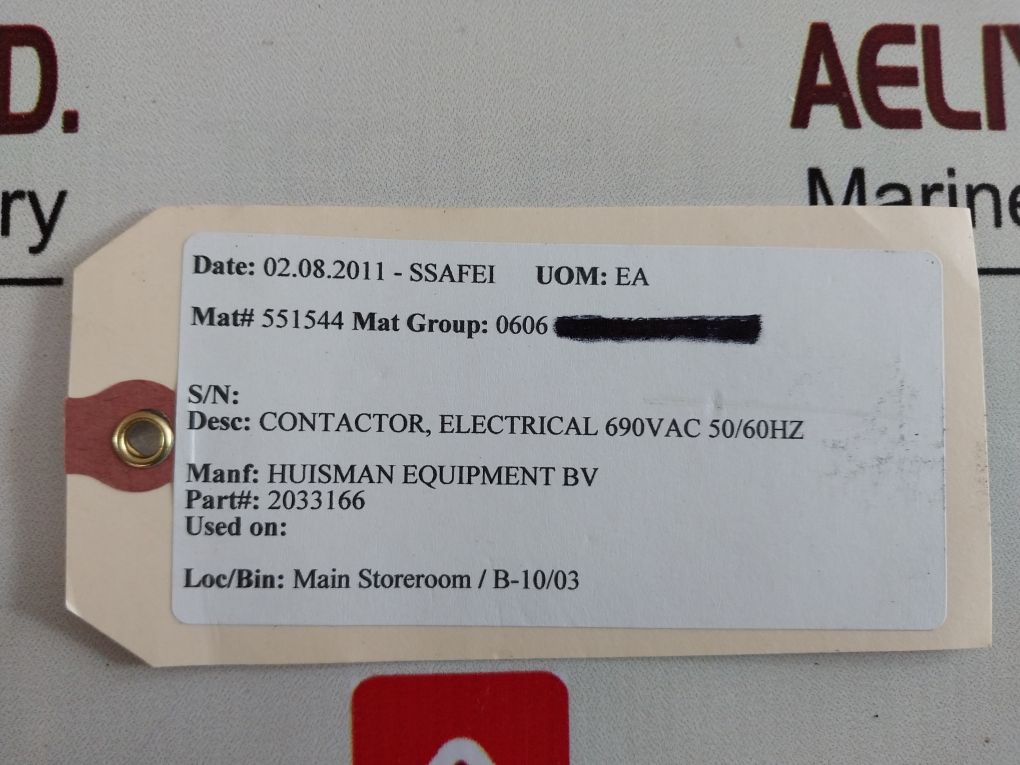 D.
AELIY
ry
Marine
Date: 02.08.2011 - SSAFEI UOM: EA
Mat# 551544 Mat Group: 0606
S/N:
Desc: CONTACTOR, ELECTRICAL 690VAC 50/60HZ
Manf: HUISMAN EQUIPMENT BV
Part#: 2033166
Used on:
Loc/Bin: Main Storeroom / B-10/03